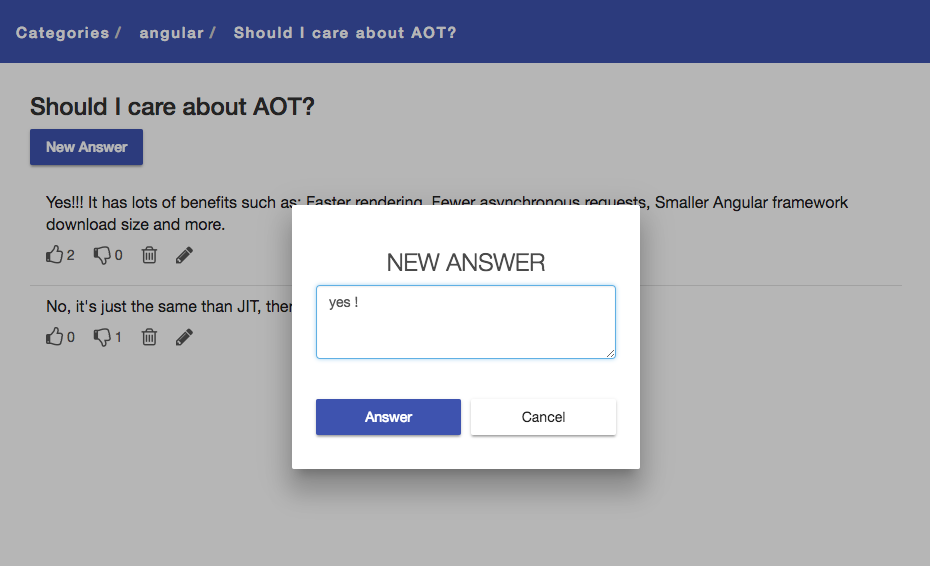 Categories / angular / Should I care about AOT?
Should I care about AOT?
New Answer
Yes!!! It has lots of benefits such as: Faster rendering, Fewer asynchronous requests, Smaller Angular framework
download size and more.
2 0
No, it's just the same than JIT, ther
0 1
NEW ANSWER
yes !
Answer Cancel